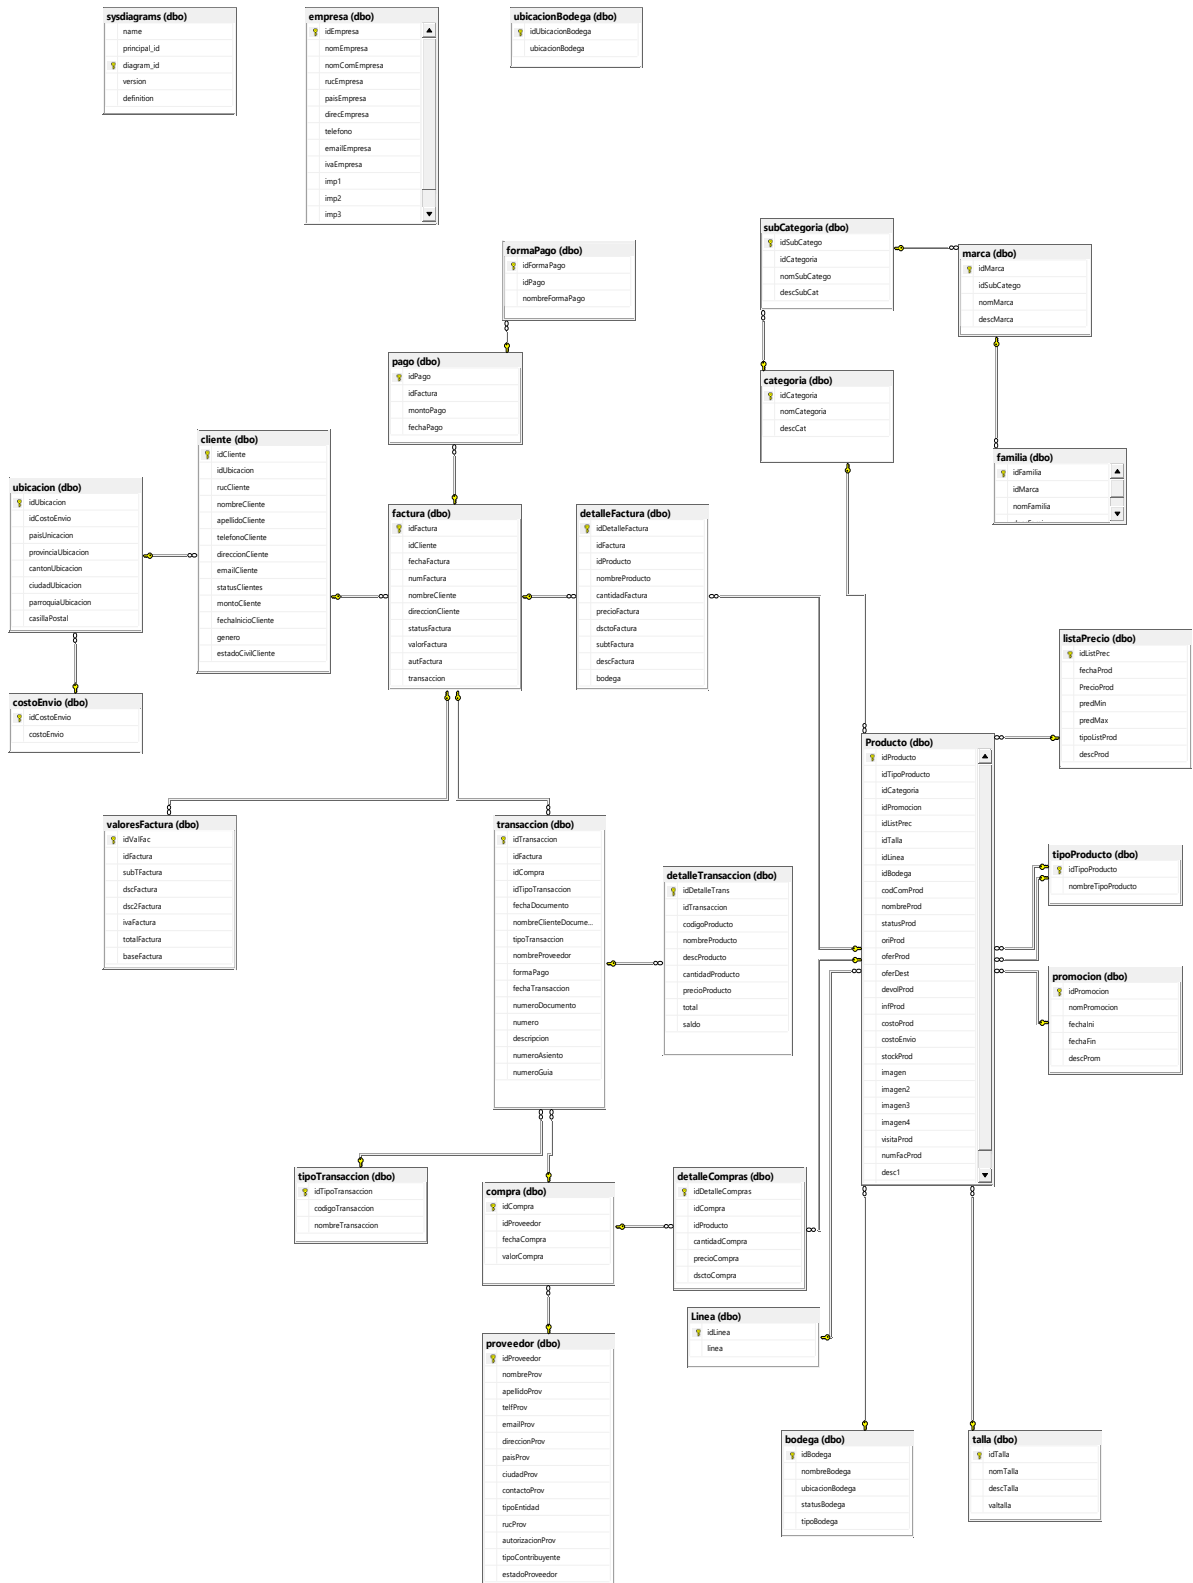 sysdiagrams (dbo)
name
principal_id
diagram_id
version
definition
empresa (dbo)
idEmpresa
nomEmpresa
nomComEmpresa
rucEmpresa
paisEmpresa
direcEmpresa
telefono
emailEmpresa
ivaEmpresa
imp1
imp2
imp3
ubicacionBodega (dbo)
idUbicacionBodega
ubicacionBodega
formaPago (dbo)
idFormaPago
idPago
nombreFormaPago
subCategoria (dbo)
idSubCatego
idCategoria
nomSubCatego
descSubCat
marca (dbo)
idMarca
idSubCatego
nomMarca
descMarca
pago (dbo)
idPago
idFactura
montoPago
fechaPago
categoria (dbo)
idCategoria
nomCategoria
descCat
familia (dbo)
idFamilia
idMarca
nomFamilia
cliente (dbo)
idCliente
idUbicacion
rucCliente
nombreCliente
apellidoCliente
telefonoCliente
direccionCliente
emailCliente
statusClientes
montoCliente
fechaInicioCliente
genero
estadoCivilCliente
ubicacion (dbo)
idUbicacion
idCostoEnvio
paisUnicacion
provinciaUbicacion
cantonUbicacion
ciudadUbicacion
parroquiaUbicacion
casillaPostal
factura (dbo)
idFactura
idCliente
fechaFactura
numFactura
nombreCliente
direccionCliente
statusFactura
valorFactura
autFactura
transaccion
detalleFactura (dbo)
idDetalleFactura
idFactura
idProducto
nombreProducto
cantidadFactura
precioFactura
dsctoFactura
subtFactura
descFactura
bodega
costoEnvio (dbo)
idCostoEnvio
costoEnvio
listaPrecio (dbo)
idListPrec
fechaProd
PrecioProd
predMin
predMax
tipoListProd
descProd
Producto (dbo)
idProducto
idTipoProducto
idCategoria
idPromocion
idListPrec
idTalla
idLinea
idBodega
codComProd
nombreProd
statusProd
oriProd
oferProd
oferDest
devolProd
infProd
costoProd
costoEnvio
stockProd
imagen
imagen2
imagen3
imagen4
visitaProd
numFacProd
desc1
tipoProducto (dbo)
idTipoProducto
nombreTipoProducto
promocion (dbo)
idPromocion
nomPromocion
fechaIni
fechaFin
descProm
valoresFactura (dbo)
idValFac
idFactura
subTFactura
dscFactura
dsc2Factura
ivaFactura
totalFactura
baseFactura
transaccion (dbo)
idTransaccion
idFactura
idCompra
idTipoTransaccion
fechaDocumento
nombreClienteDocume...
tipoTransaccion
nombreProveedor
formaPago
fechaTransaccion
numeroDocumento
numero
descripcion
numeroAsiento
numeroGuia
detalleTransaccion (dbo)
idDetalleTrans
idTransaccion
codigoProducto
nombreProducto
descProducto
cantidadProducto
precioProducto
total
saldo
tipoTransaccion (dbo)
idTipoTransaccion
codigoTransaccion
nombreTransaccion
compra (dbo)
idCompra
idProveedor
fechaCompra
valorCompra
detalleCompras (dbo)
idDetalleCompras
idCompra
idProducto
cantidadCompra
precioCompra
dsctoCompra
Linea (dbo)
idLinea
linea
proveedor (dbo)
idProveedor
nombreProv
apellidoProv
telfProv
emailProv
direccionProv
paisProv
ciudadProv
contactoProv
tipoEntidad
rucProv
autorizacionProv
tipoContribuyente
estadoProveedor
bodega (dbo)
idBodega
nombreBodega
ubicacionBodega
statusBodega
tipoBodega
talla (dbo)
idTalla
nomTalla
descTalla
valtalla